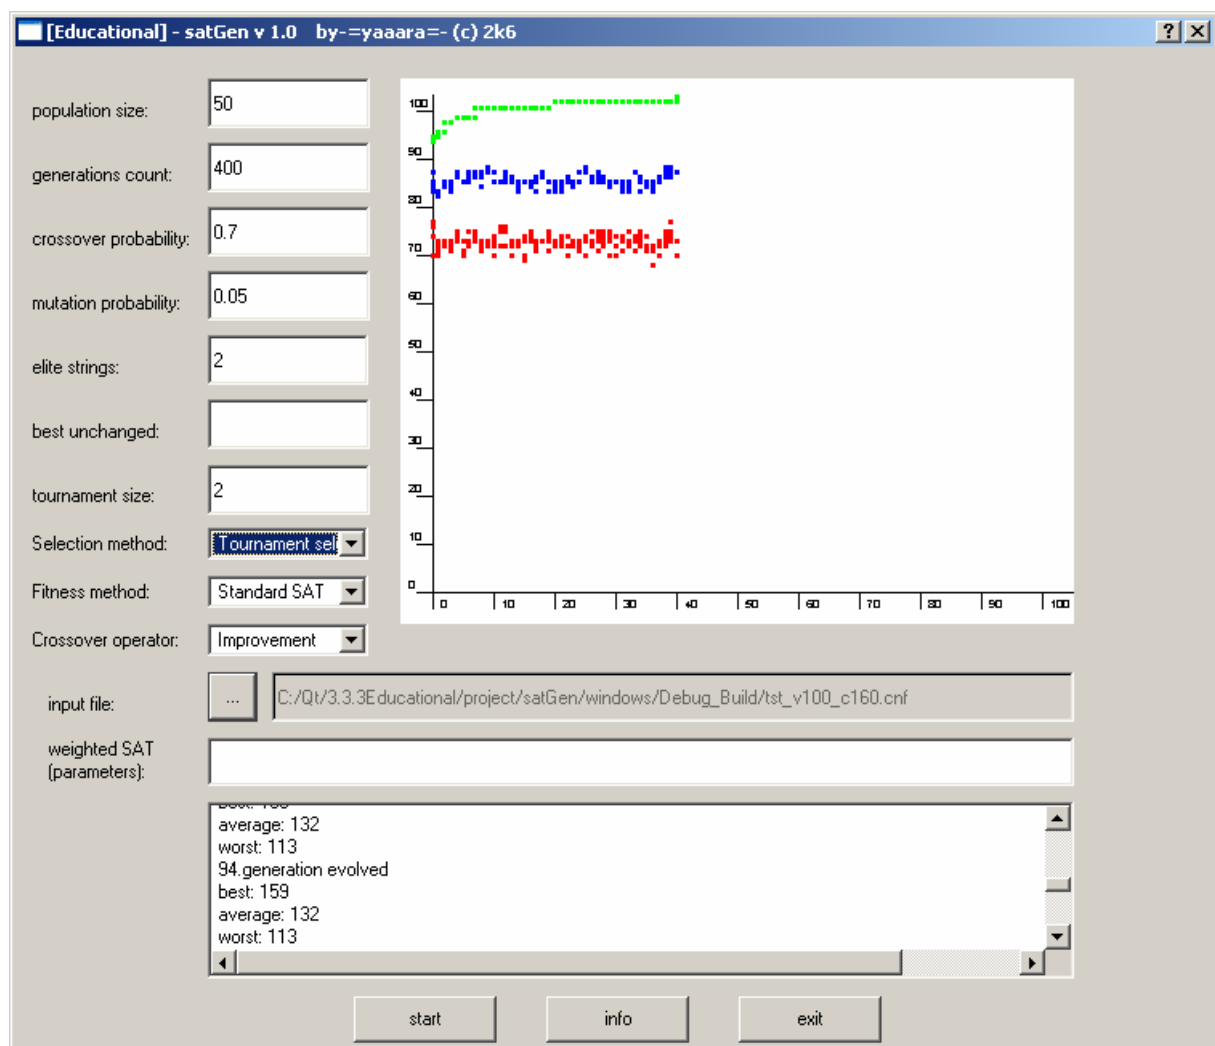 [Educational] - satGen v 1.0 by-=yaaara=- (c) 2k6
population size: 50
generations count: 400
crossover probability: 0.7
mutation probability: 0.05
elite strings: 2
best unchanged:
tournament size: 2
Selection method: Tournament sel
Fitness method: Standard SAT
Crossover operator: Improvement
100
90
80
70
60
50
40
30
20
10
0
0 10 20 30 40 50 60 70 80 90 100
input file: ... C:/Qt/3.3.3Educational/project/satGen/windows/Debug_Build/tst_v100_c160.cnf
weighted SAT
(parameters):
average: 132
worst: 113
94.generation evolved
best: 159
average: 132
worst: 113
start info exit